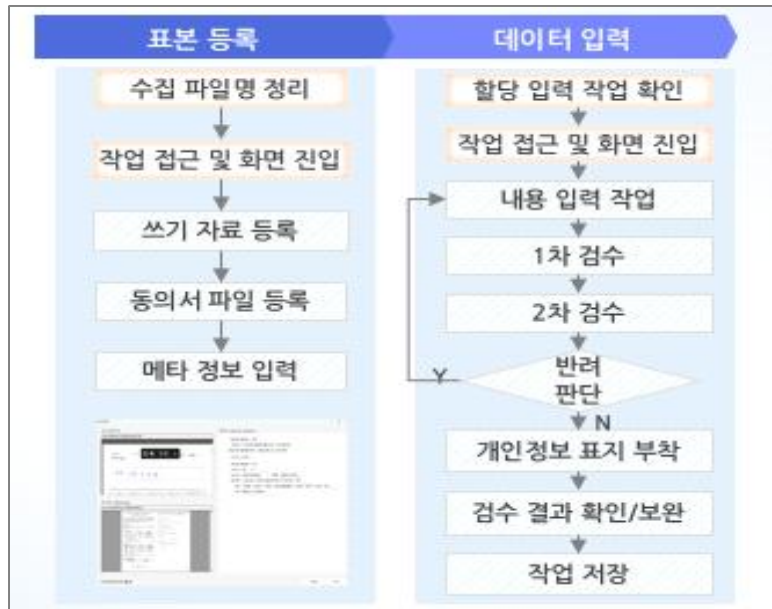 표본 등록
수집 파일명 정리
작업 접근 및 화면 진입
쓰기 자료 등록
동의서 파일 등록
메타 정보 입력
데이터 입력
할당 입력 작업 확인
작업 접근 및 화면 진입
내용 입력 작업
1차 검수
2차 검수
반려
판단
Y
N
개인정보 표지 부착
검수 결과 확인/보완
작업 저장